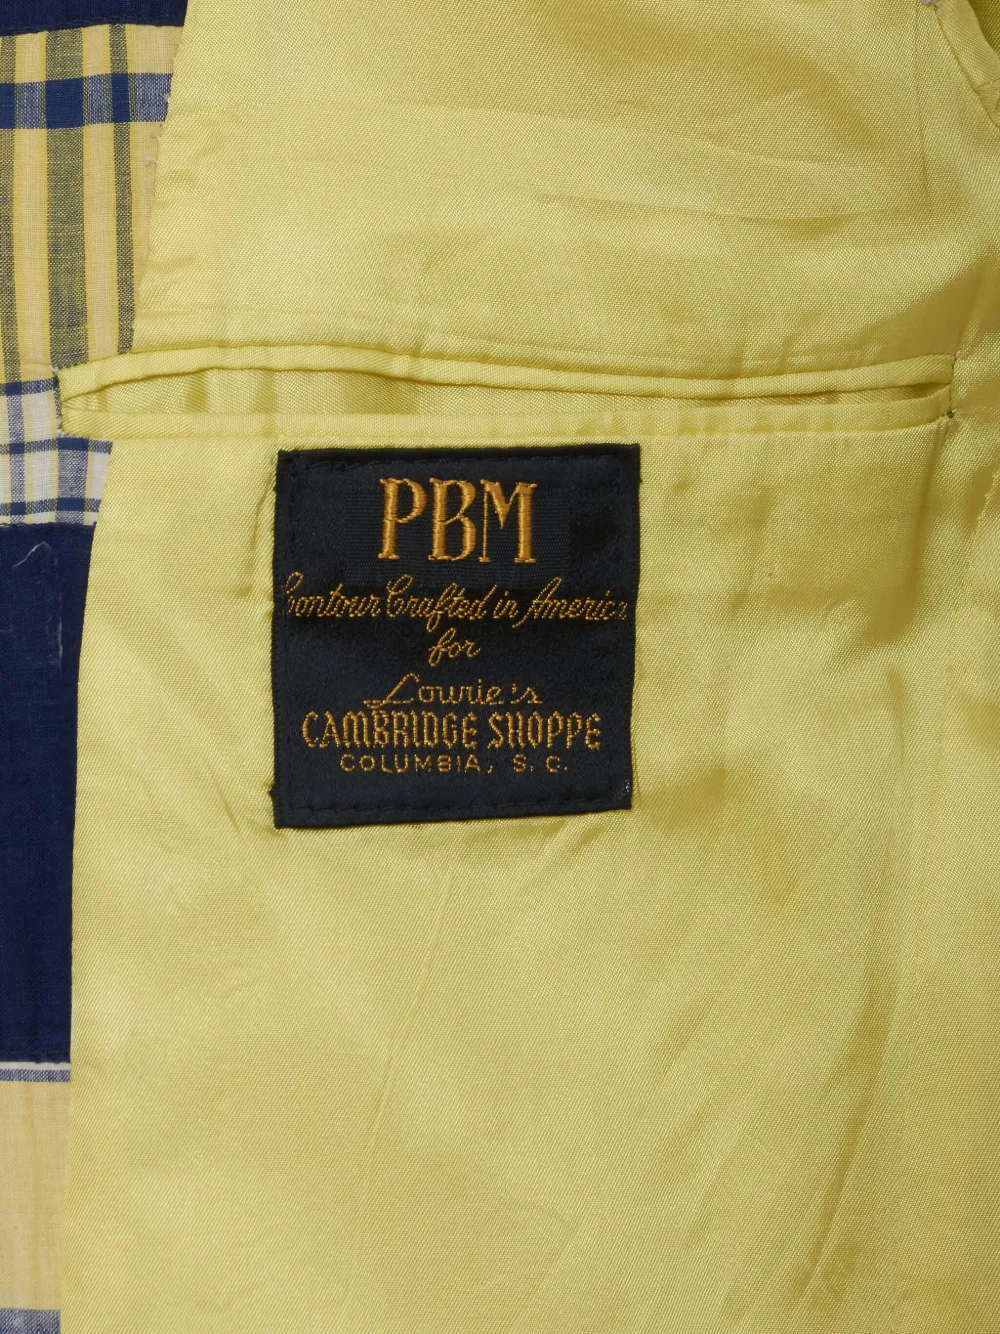 PBM
Contour Crafted in America
for
Lourie's
CAMBRIDGE SHOPPE
COLUMBIA, S. C.